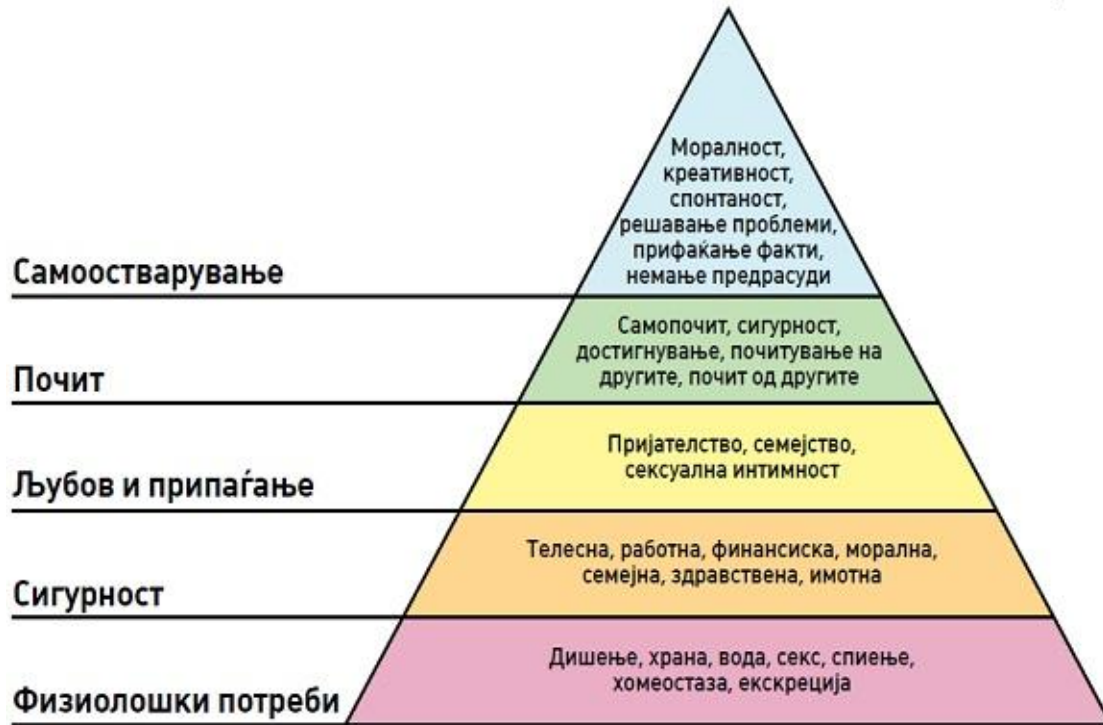 Моралност,
креативност,
спонтаност,
решавање проблеми,
прифаќање факти,
немање предрасуди
Самоостварување
Самопочит, сигурност,
достигнување, почитување на
другите, почит од другите
Почит
Пријателство, семејство,
сексуална интимност
Љубов и припаѓање
Телесна, работна, финансиска, морална,
семејна, здравствена, имотна
Сигурност
Дишење, храна, вода, секс, спиење,
хомеостаза, екскреција
Физиолошки потреби